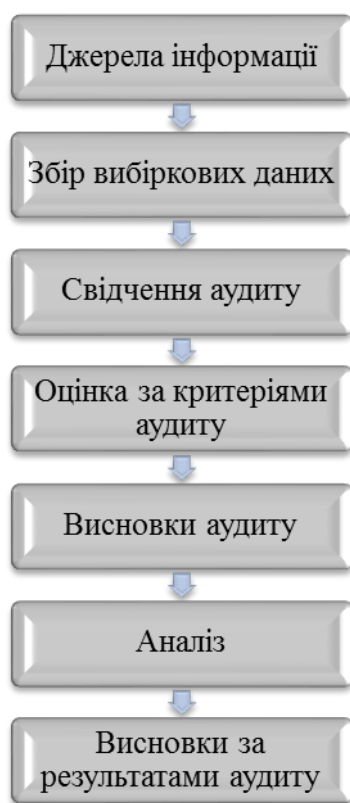 Джерела інформації
Збір вибіркових даних
Свідчення аудиту
Оцінка за критеріями
аудиту
Висновки аудиту
Аналіз
Висновки за
результатами аудиту